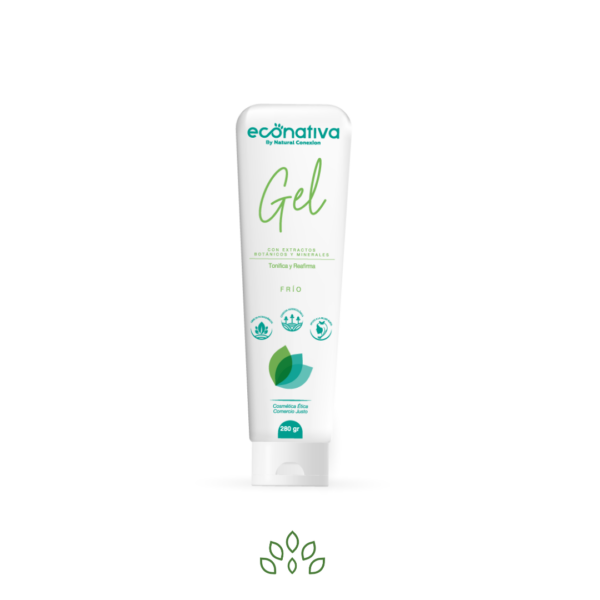 econativa
By Natural Conexion
Gel
CON EXTRACTOS
BOTÁNICOS Y MINERALES
Tonifica y Reafirma
FRÍO
Cosmética Ética
Comercio Justo
280 gr